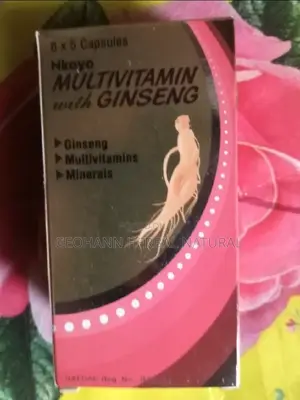 6 x 5 Capsules
Nkoyo
MULTIVITAMIN
with GINSENG
Ginseng
Multivitamins
Minerals